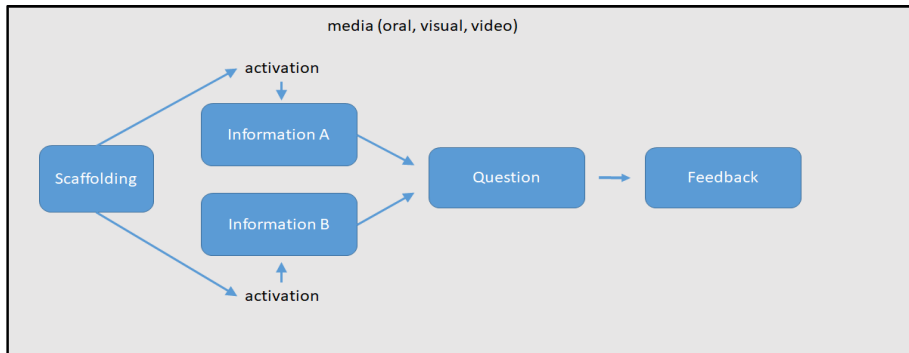 media (oral, visual, video)
activation
Information A
Scaffolding
Question
Feedback
Information B
activation